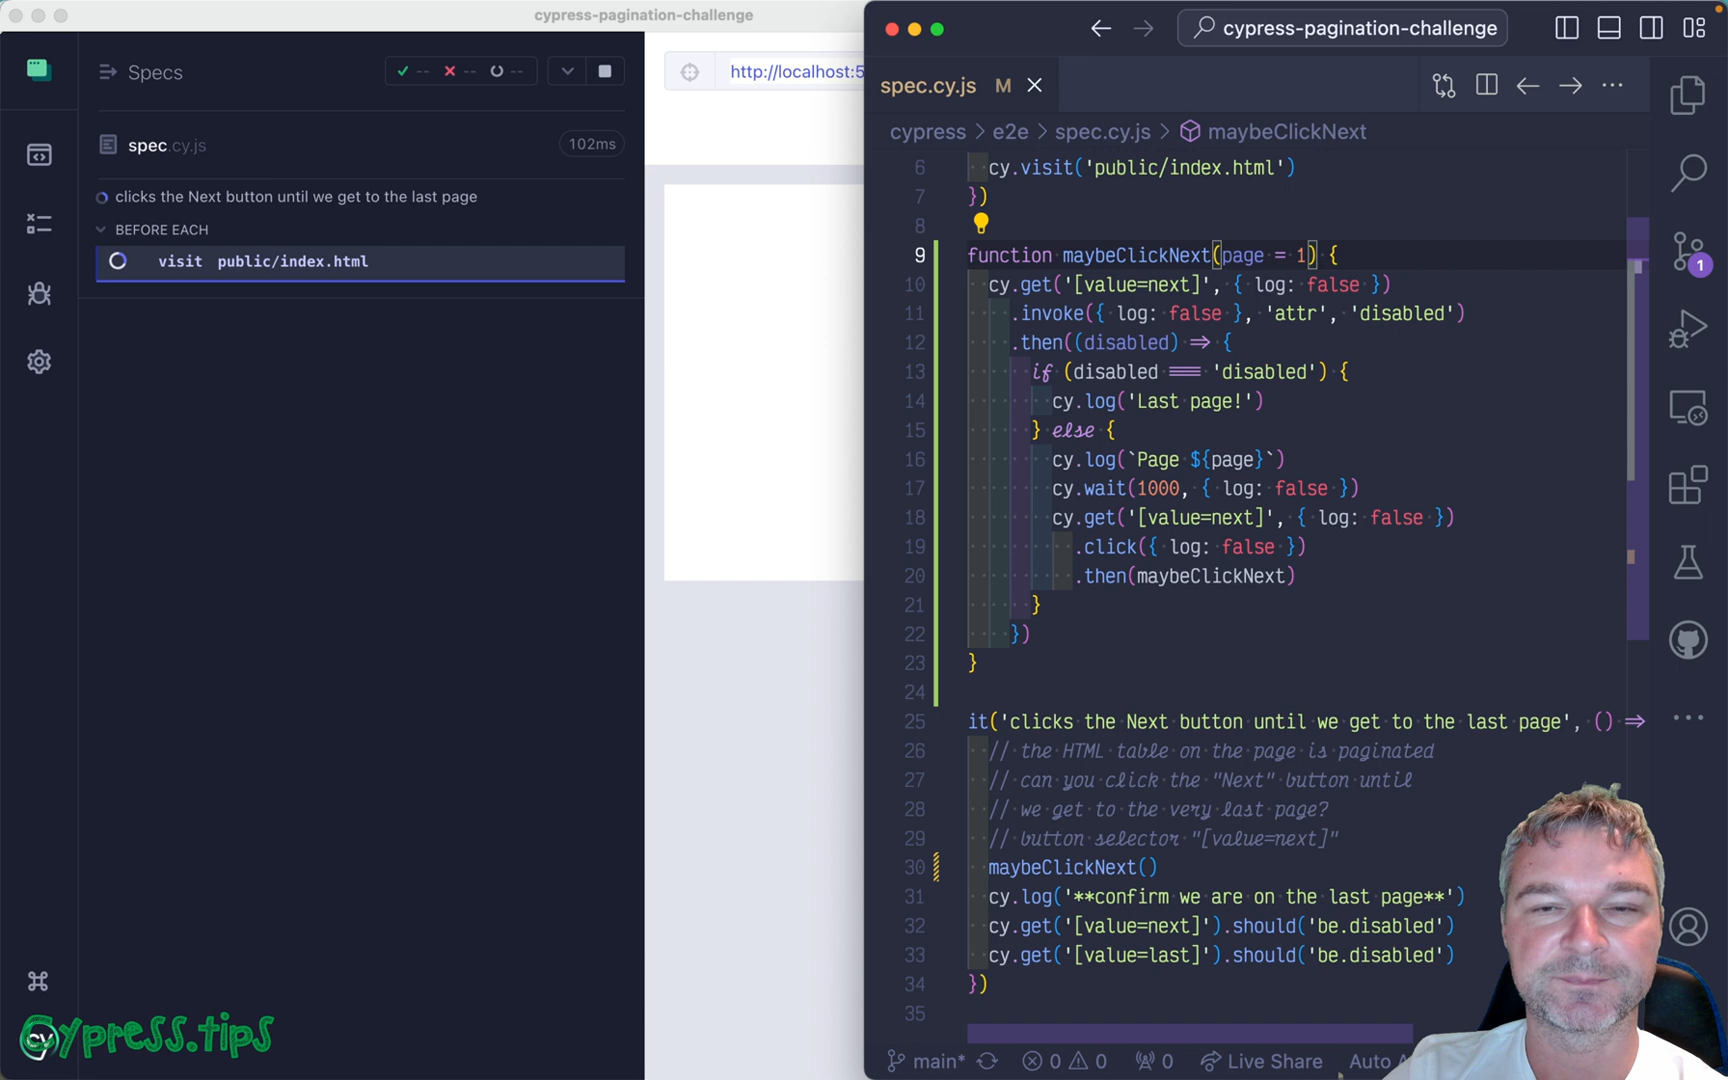 cypress-pagination-challenge
Specs
-- -- --
spec.cy.js
102ms
clicks the Next button until we get to the last page
BEFORE EACH
visit public/index.html
Cypress.tips
http://localhost:5
cypress-pagination-challenge
spec.cy.js M
cypress > e2e > spec.cy.js > maybeClickNext
6 cy.visit('public/index.html')
7 })
8
9 function maybeClickNext(page = 1) {
10 cy.get('[value=next]', { log: false })
11 .invoke({ log: false }, 'attr', 'disabled')
12 .then((disabled) => {
13 if (disabled === 'disabled') {
14 cy.log('Last page!')
15 } else {
16 cy.log(`Page ${page}`)
17 cy.wait(1000, { log: false })
18 cy.get('[value=next]', { log: false })
19 .click({ log: false })
20 .then(maybeClickNext)
21 }
22 })
23 }
24
25 it('clicks the Next button until we get to the last page', () =>
26 // the HTML table on the page is paginated
27 // can you click the "Next" button until
28 // we get to the very last page?
29 // button selector "[value=next]"
30 maybeClickNext()
31 cy.log('**confirm we are on the last page**')
32 cy.get('[value=next]').should('be.disabled')
33 cy.get('[value=last]').should('be.disabled')
34 })
35
1
main* 0 0 0 Live Share Auto